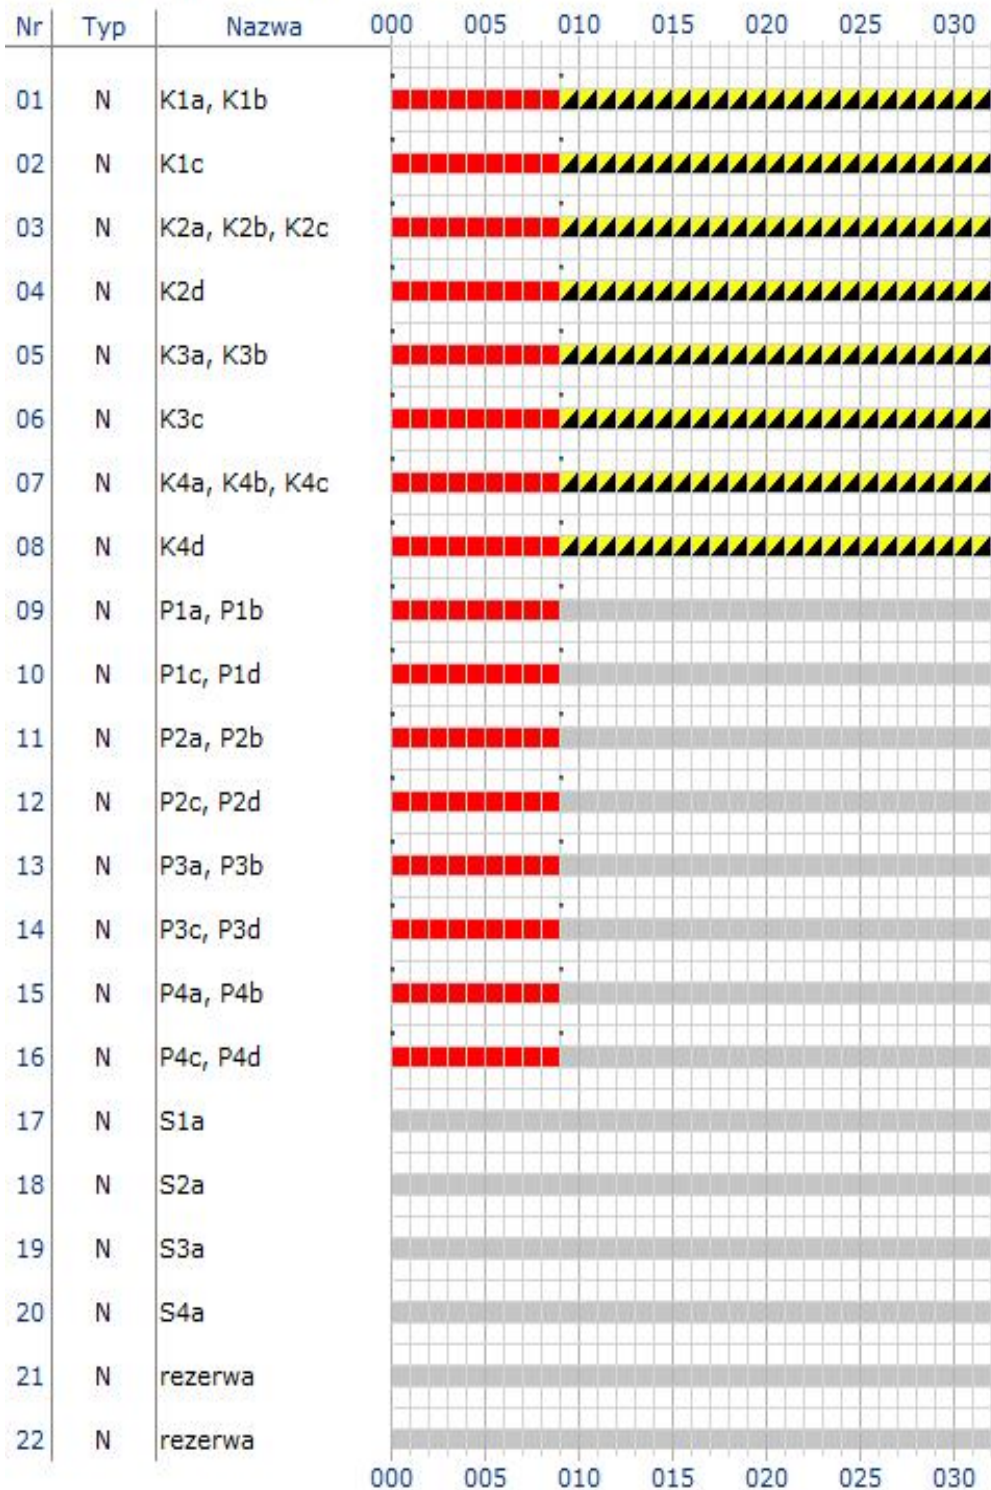 Nr Typ Nazwa 000 005 010 015 020 025 030
01 N K1a, K1b
02 N K1c
03 N K2a, K2b, K2c
04 N K2d
05 N K3a, K3b
06 N K3c
07 N K4a, K4b, K4c
08 N K4d
09 N P1a, P1b
10 N P1c, P1d
11 N P2a, P2b
12 N P2c, P2d
13 N P3a, P3b
14 N P3c, P3d
15 N P4a, P4b
16 N P4c, P4d
17 N S1a
18 N S2a
19 N S3a
20 N S4a
21 N rezerwa
22 N rezerwa
000 005 010 015 020 025 030